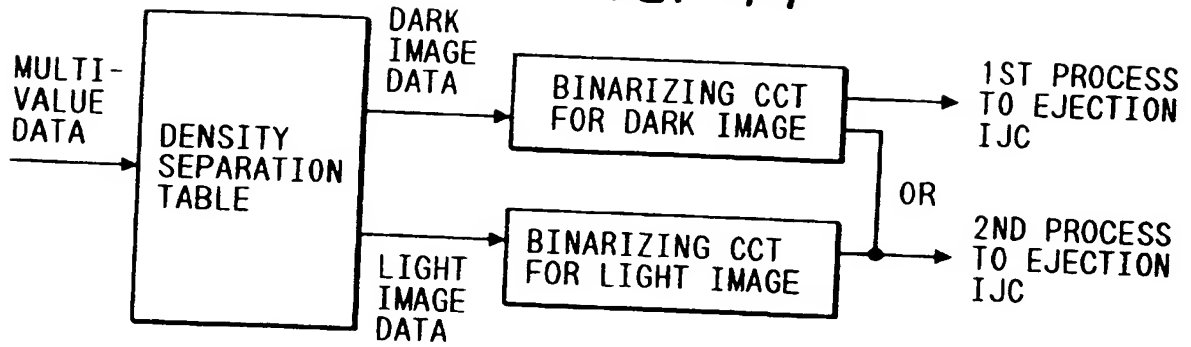 MULTI-
VALUE
DATA
DENSITY
SEPARATION
TABLE
DARK
IMAGE
DATA
LIGHT
IMAGE
DATA
BINARIZING CCT
FOR DARK IMAGE
BINARIZING CCT
FOR LIGHT IMAGE
OR
1ST PROCESS
TO EJECTION
IJC
2ND PROCESS
TO EJECTION
IJC